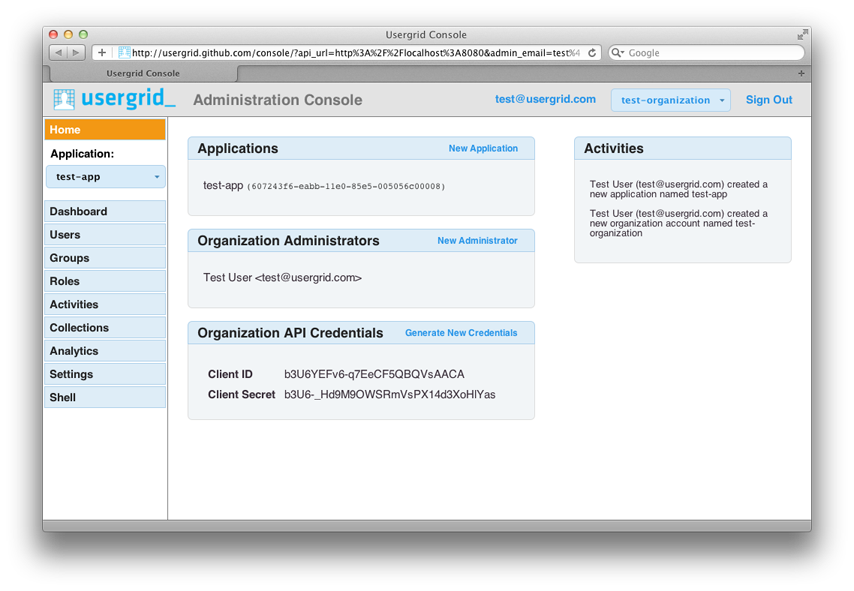 Usergrid Console
http://usergrid.github.com/console/?api_url=http%3A%2F%2Flocalhost%3A8080&admin_email=test%4
Google
Usergrid Console
usergrid_
Administration Console
test@usergrid.com
test-organization
Sign Out
Home
Application:
test-app
Dashboard
Users
Groups
Roles
Activities
Collections
Analytics
Settings
Shell
Applications
New Application
test-app (607243f6-eabb-11e0-85e5-005056c00008)
Organization Administrators
New Administrator
Test User <test@usergrid.com>
Organization API Credentials
Generate New Credentials
Client ID b3U6YEFv6-q7EeCF5QBQVsAACA
Client Secret b3U6-_Hd9M9OWSRmVsPX14d3XoHlYas
Activities
Test User (test@usergrid.com) created a
new application named test-app
Test User (test@usergrid.com) created a
new organization account named test-
organization